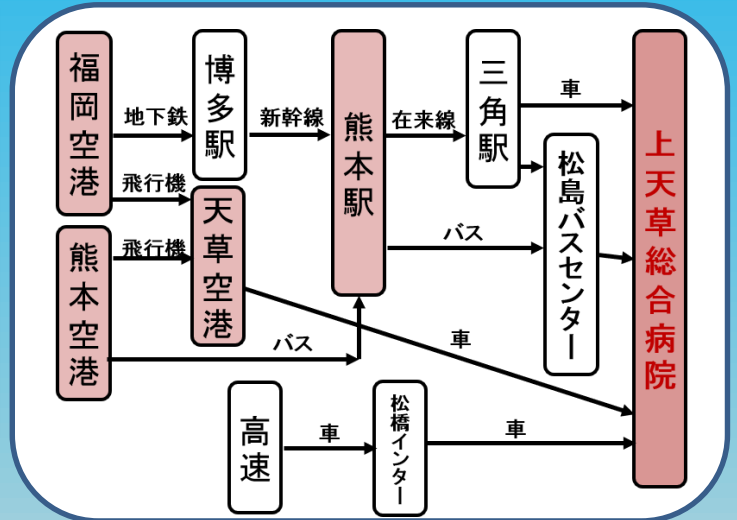 福岡空港
地下鉄
博多駅
新幹線
熊本駅
在来線
三角駅
車
上天草総合病院
飛行機
天草空港
松島バスセンター
バス
熊本空港
飛行機
バス
車
高速
車
松橋インター
車